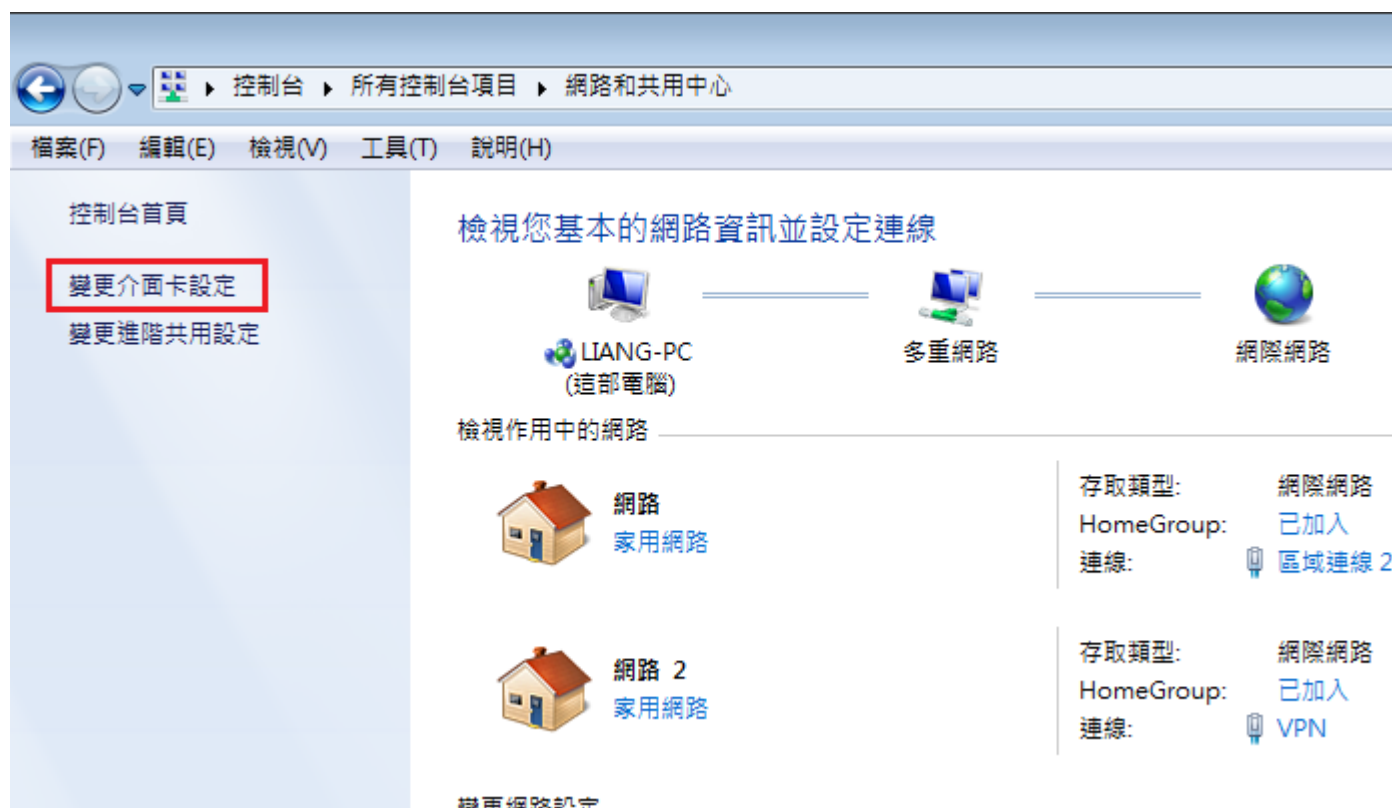 控制台 ▸ 所有控制台項目 ▸ 網路和共用中心
檔案(F) 編輯(E) 檢視(V) 工具(T) 說明(H)
控制台首頁
變更介面卡設定
變更進階共用設定
檢視您基本的網路資訊並設定連線
LIANG-PC
(這部電腦)
多重網路
網際網路
檢視作用中的網路
網路
家用網路
存取類型: 網際網路
HomeGroup: 已加入
連線: 區域連線 2
網路 2
家用網路
存取類型: 網際網路
HomeGroup: 已加入
連線: VPN
變更網路設定